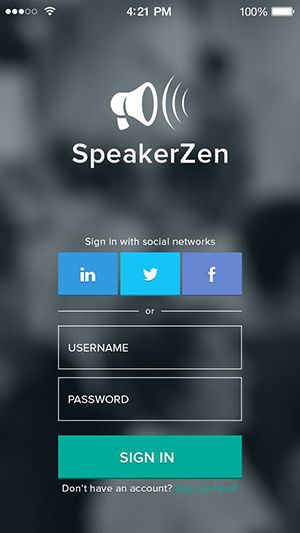 4:21 PM 100%
SpeakerZen
Sign in with social networks
in f
or
USERNAME
PASSWORD
SIGN IN
Don't have an account? Sign up Now!